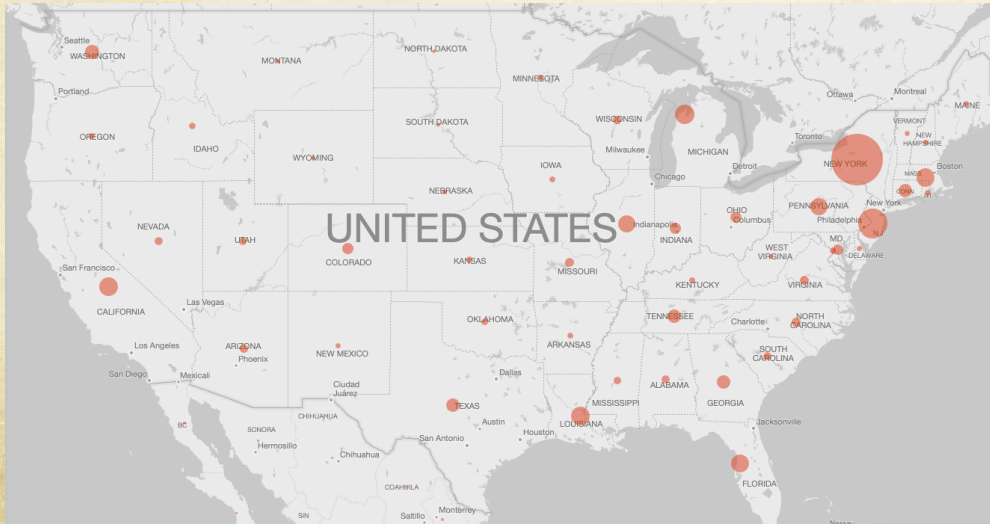 Seattle
WASHINGTON
MONTANA
NORTH DAKOTA
MINNESOTA
Ottawa
Montreal
MAINE
Portland
OREGON
IDAHO
WYOMING
SOUTH DAKOTA
WISCONSIN
Milwaukee
MICHIGAN
Detroit
Toronto
VERMONT
NEW
HAMPSHIRE
NEW YORK
MASS.
Boston
CONN
RI
IOWA
Chicago
NEBRASKA
NEVADA
UTAH
COLORADO
UNITED STATES
KANSAS
MISSOURI
Indianapolis
INDIANA
OHIO
Columbus
PENNSYLVANIA
New York
Philadelphia
N.J.
MD.
DELAWARE
WEST
VIRGINIA
VIRGINIA
KENTUCKY
San Francisco
CALIFORNIA
Las Vegas
Los Angeles
San Diego
Mexicali
ARIZONA
Phoenix
NEW MEXICO
OKLAHOMA
ARKANSAS
TENNESSEE
Charlotte
NORTH
CAROLINA
SOUTH
CAROLINA
Ciudad
Juárez
Dallas
TEXAS
Austin
San Antonio
Houston
LOUISIANA
MISSISSIPPI
ALABAMA
GEORGIA
Jacksonville
FLORIDA
BC
SONORA
Hermosillo
CHIHUAHUA
Chihuahua
COAHUILA
SIN
Saltillo
Monterrey